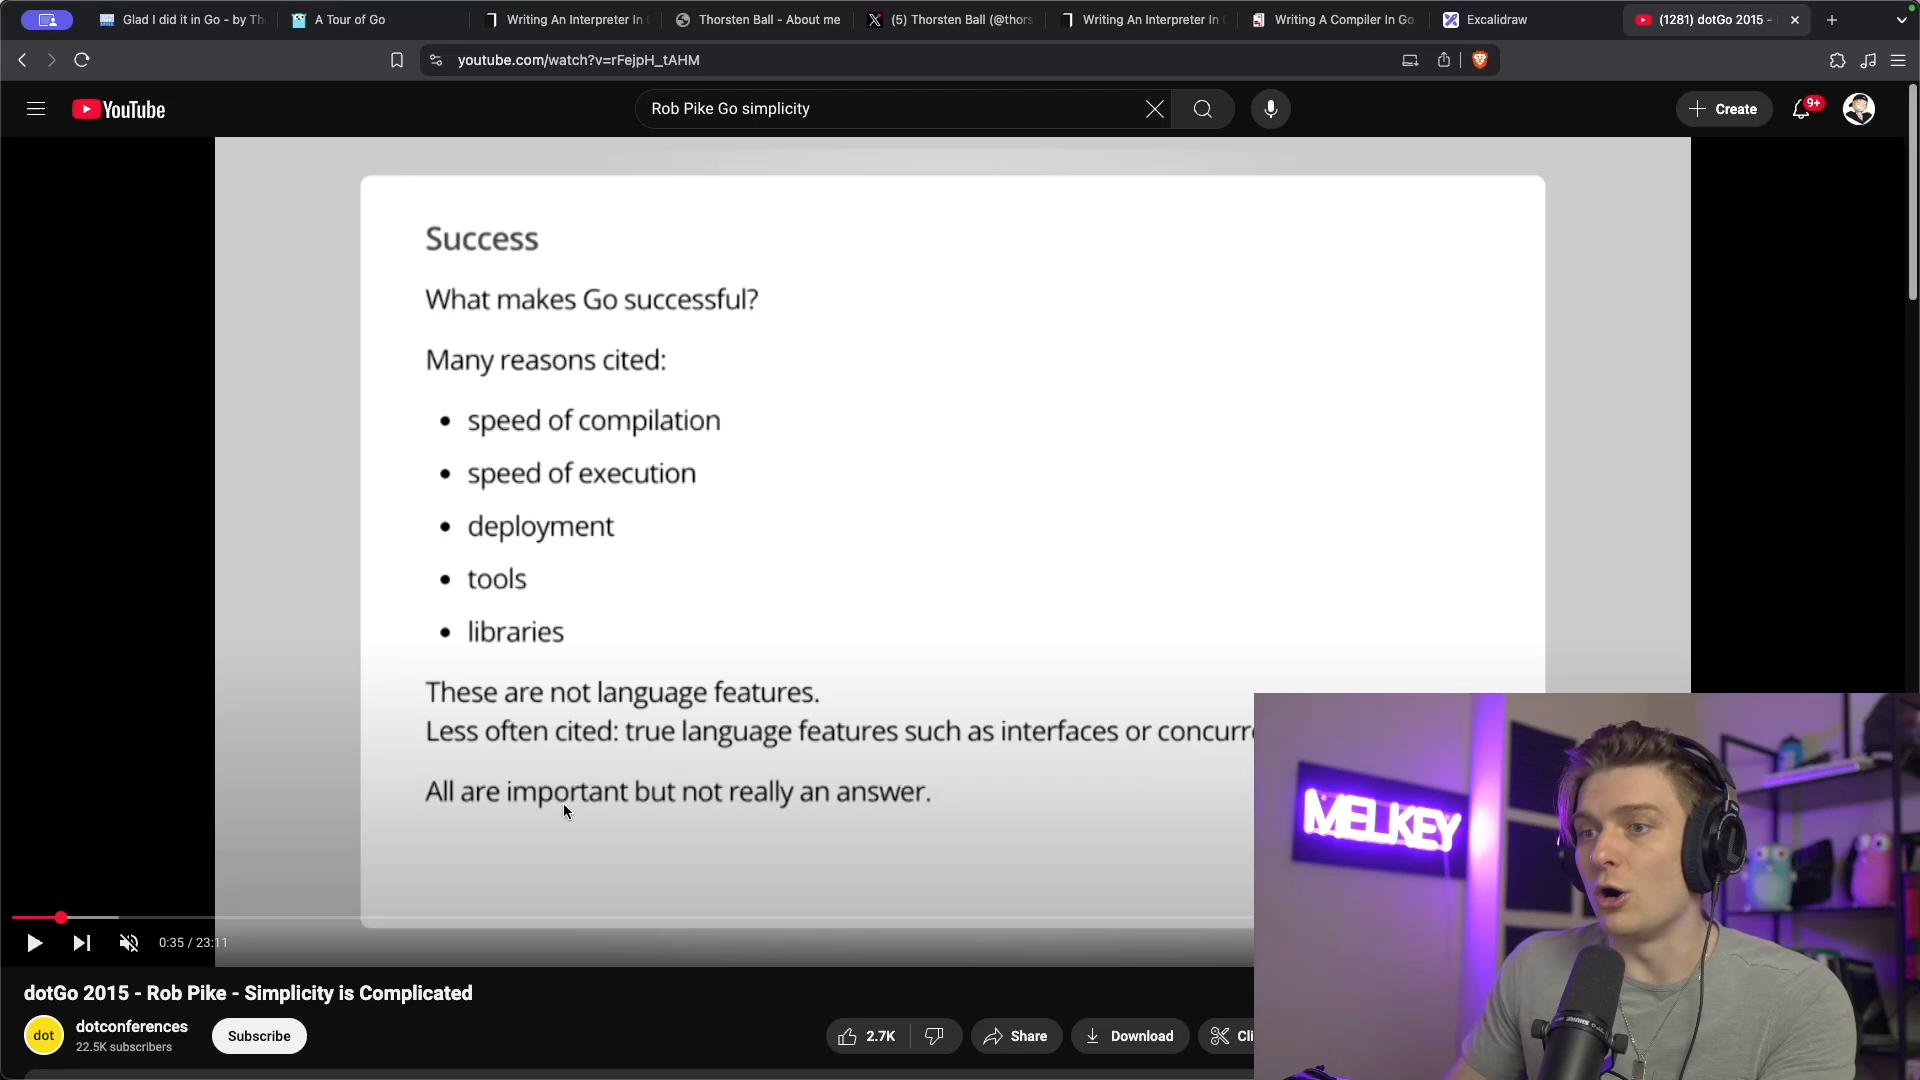 Glad I did it in Go - by Th
A Tour of Go
Writing An Interpreter In
Thorsten Ball - About me
(5) Thorsten Ball (@thors
Writing An Interpreter In
Writing A Compiler In Go
Excalidraw
(1281) dotGo 2015 -
youtube.com/watch?v=rFejpH_tAHM
YouTube
Rob Pike Go simplicity
Create
9+
Success
What makes Go successful?
Many reasons cited:
• speed of compilation
• speed of execution
• deployment
• tools
• libraries
These are not language features.
Less often cited: true language features such as interfaces or concurr
All are important but not really an answer.
MELKEY
0:35 / 23:11
dotGo 2015 - Rob Pike - Simplicity is Complicated
dot
dotconferences
22.5K subscribers
Subscribe
2.7K
Share
Download
Cli